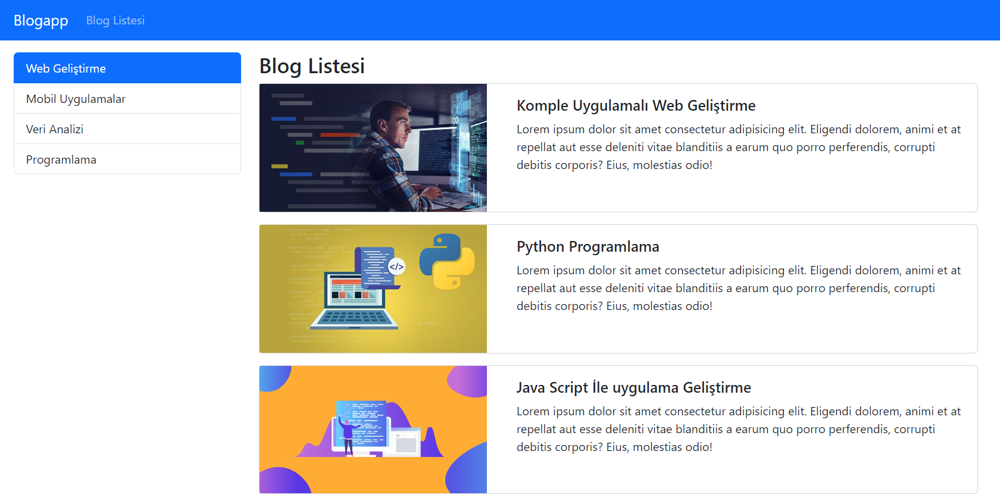 Blogapp
Blog Listesi
Web Geliştirme
Mobil Uygulamalar
Veri Analizi
Programlama
Blog Listesi
Komple Uygulamalı Web Geliştirme
Lorem ipsum dolor sit amet consectetur adipisicing elit. Eligendi dolorem, animi et at
repellat aut esse deleniti vitae blanditiis a earum quo porro perferendis, corrupti
debitis corporis? Eius, molestias odio!
</>
Python Programlama
Lorem ipsum dolor sit amet consectetur adipisicing elit. Eligendi dolorem, animi et at
repellat aut esse deleniti vitae blanditiis a earum quo porro perferendis, corrupti
debitis corporis? Eius, molestias odio!
Java Script İle uygulama Geliştirme
Lorem ipsum dolor sit amet consectetur adipisicing elit. Eligendi dolorem, animi et at
repellat aut esse deleniti vitae blanditiis a earum quo porro perferendis, corrupti
debitis corporis? Eius, molestias odio!